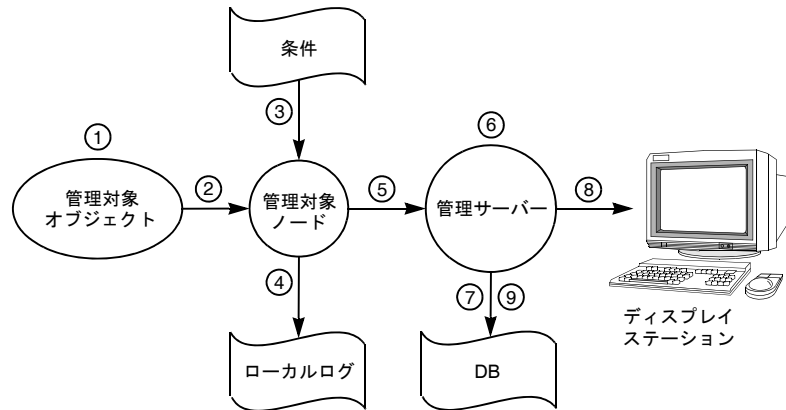 条件
③
①
⑥
管理対象
オブジェクト
②
管理対象
ノード
⑤
管理サーバー
⑧
④
⑦ ⑨
ローカルログ
DB
ディスプレイ
ステーション